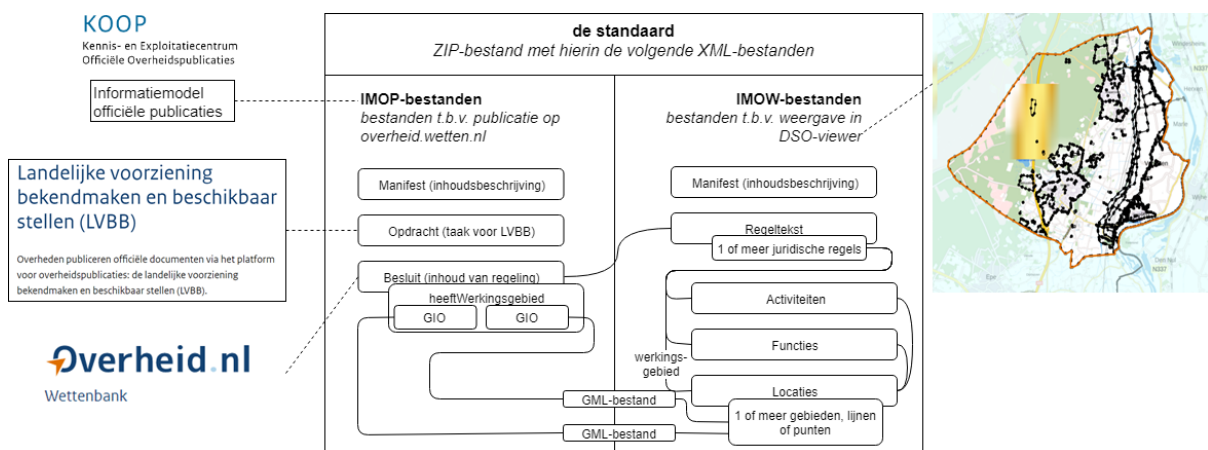 KOOP
Kennis- en Exploitatiecentrum
Officiële Overheidspublicaties
Informatiemodel
officiële publicaties
Landelijke voorziening
bekendmaken en beschikbaar
stellen (LVBB)
Overheden publiceren officiële documenten via het platform
voor overheidspublicaties: de landelijke voorziening
bekendmaken en beschikbaar stellen (LVBB).
Overheid.nl
Wettenbank
de standaard
ZIP-bestand met hierin de volgende XML-bestanden
IMOP-bestanden
bestanden t.b.v. publicatie op
overheid.wetten.nl
Manifest (inhoudsbeschrijving)
Opdracht (taak voor LVBB)
Besluit (inhoud van regeling)
heeftWerkingsgebied
GIO
GIO
GML-bestand
GML-bestand
IMOW-bestanden
bestanden t.b.v. weergave in
DSO-viewer
Manifest (inhoudsbeschrijving)
Regeltekst
1 of meer juridische regels
Activiteiten
Functies
werkings-
gebied
Locaties
1 of meer gebieden, lijnen
of punten
N337
N337
Epe